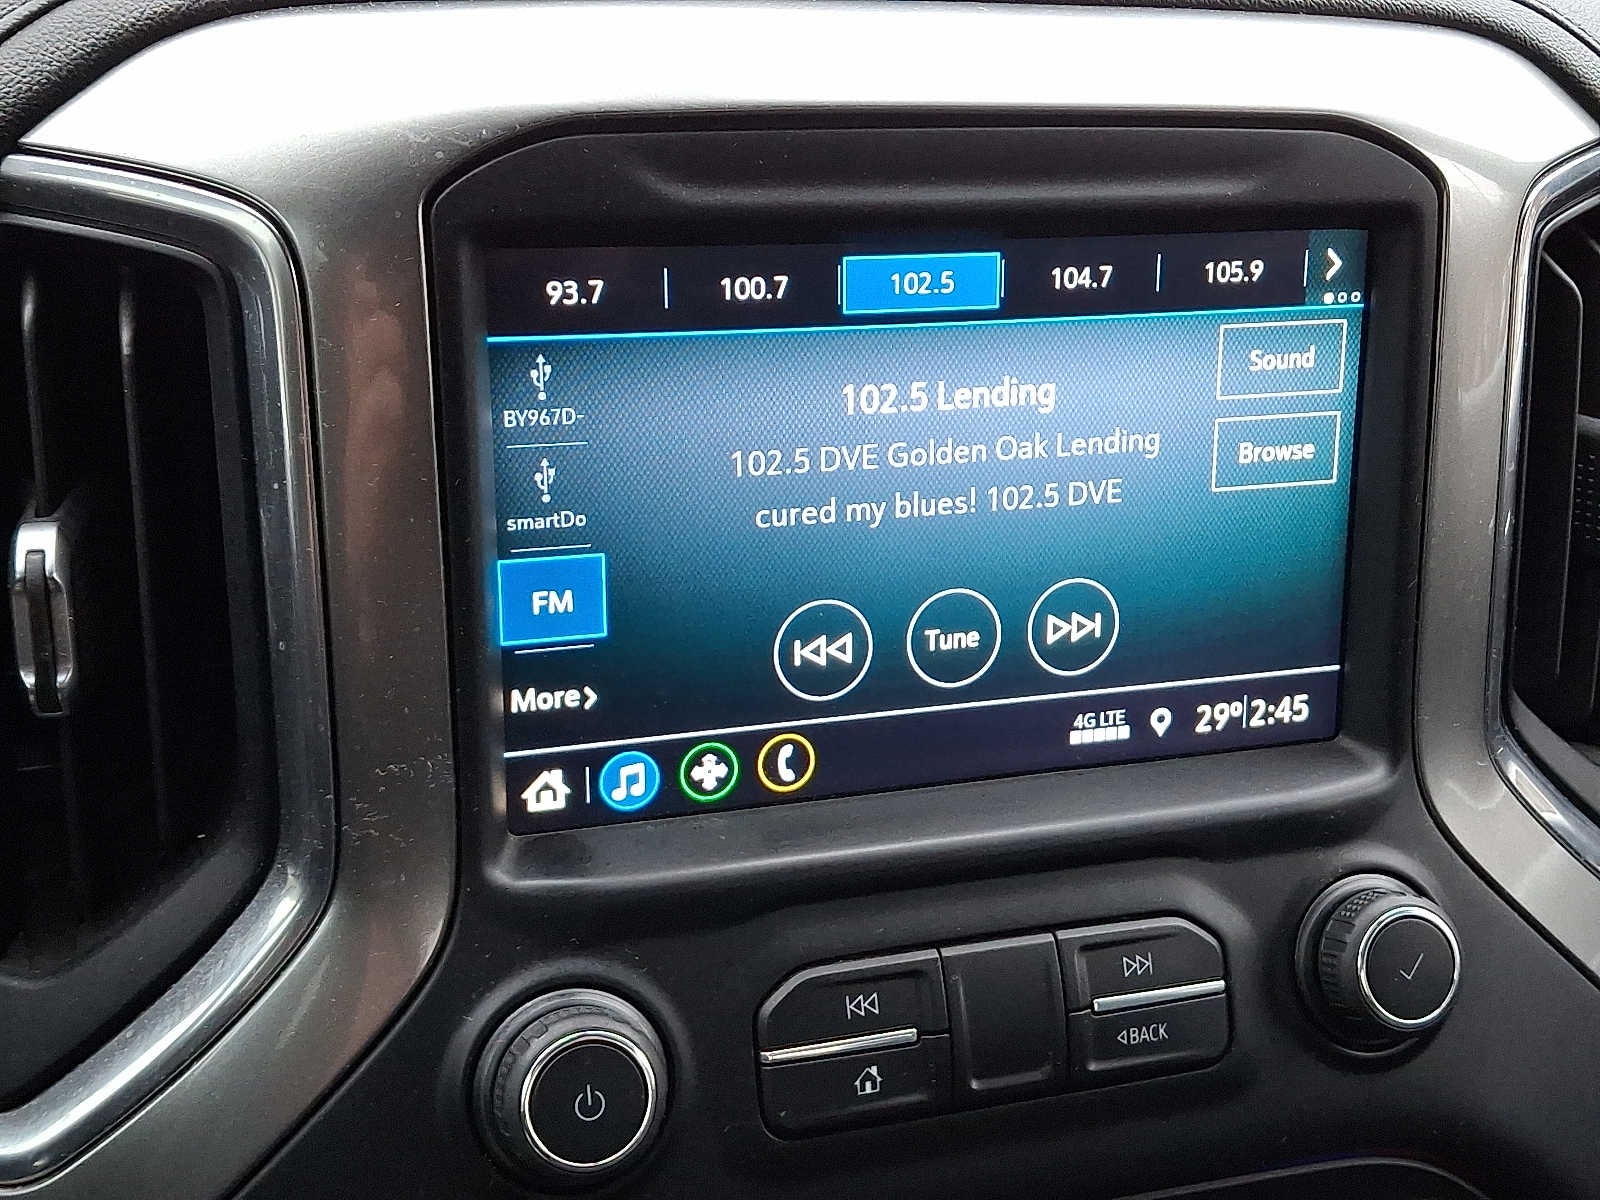 93.7 100.7 102.5 104.7 105.9
Sound
BY967D-
102.5 Lending
102.5 DVE Golden Oak Lending
cured my blues! 102.5 DVE
Browse
smartDo
FM
Tune
More
4G LTE
29° 2:45
BACK